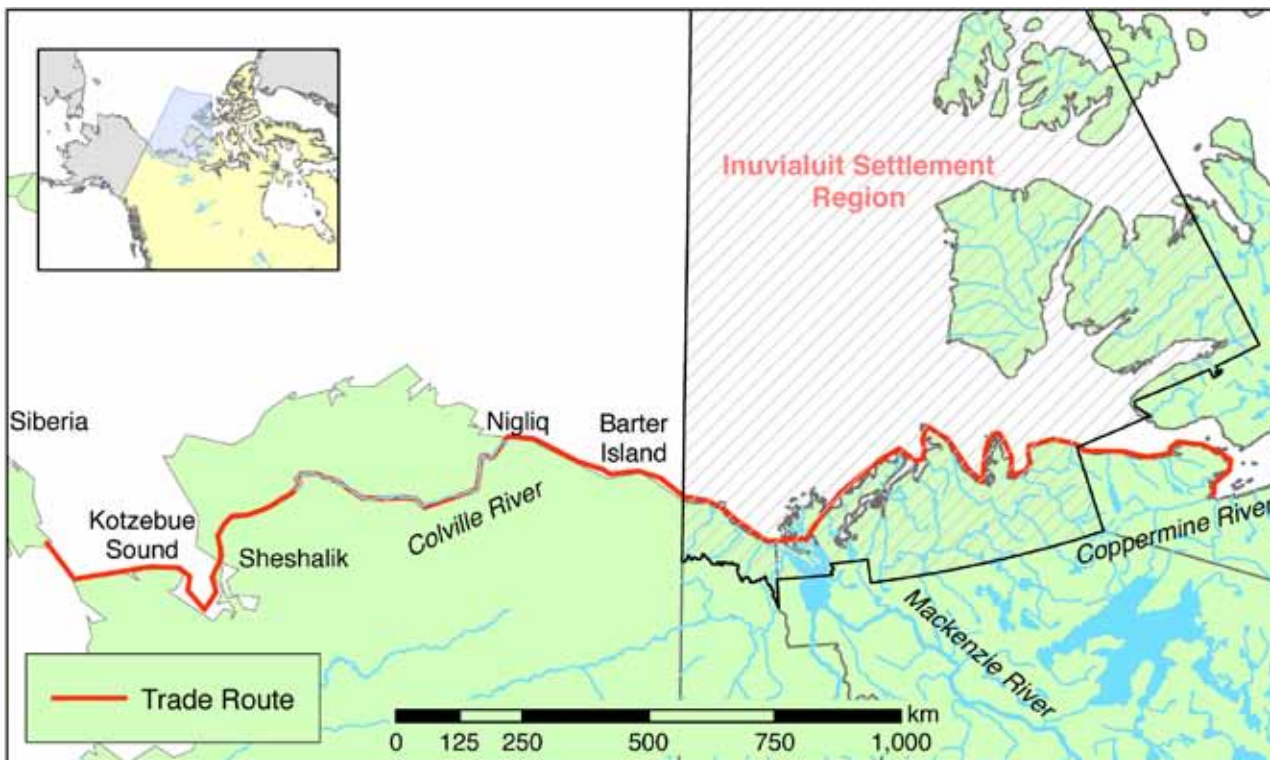 Inuvialuit Settlement
Region
Siberia
Nigliq
Barter
Island
Kotzebue
Sound
Sheshalik
Colville River
Coppermine River
Mackenzie River
Trade Route
km
0 125 250 500 750 1,000